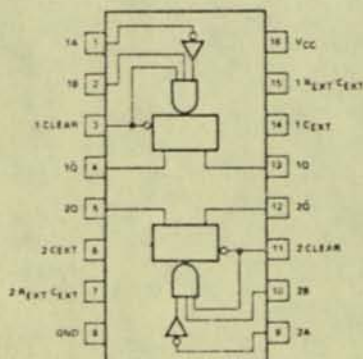 1A 1 16 VCC
1B 2 15 1 REXT CEXT
1 CLEAR 3 14 1 CEXT
1Q̄ 4 13 1Q
2Q 5 12 2Q̄
2 CEXT 6 11 2 CLEAR
2 REXT CEXT 7 10 2B
GND 8 9 2A